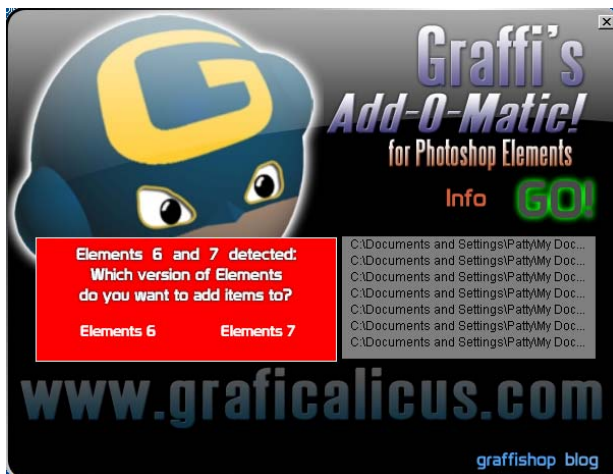 G
Graffi's
Add-O-Matic!
for Photoshop Elements
Info GO!
Elements 6 and 7 detected:
Which version of Elements
do you want to add items to?
Elements 6 Elements 7
C:\Documents and Settings\Patty\My Doc...
C:\Documents and Settings\Patty\My Doc...
C:\Documents and Settings\Patty\My Doc...
C:\Documents and Settings\Patty\My Doc...
C:\Documents and Settings\Patty\My Doc...
C:\Documents and Settings\Patty\My Doc...
C:\Documents and Settings\Patty\My Doc...
www.graficalicus.com
graffishop blog